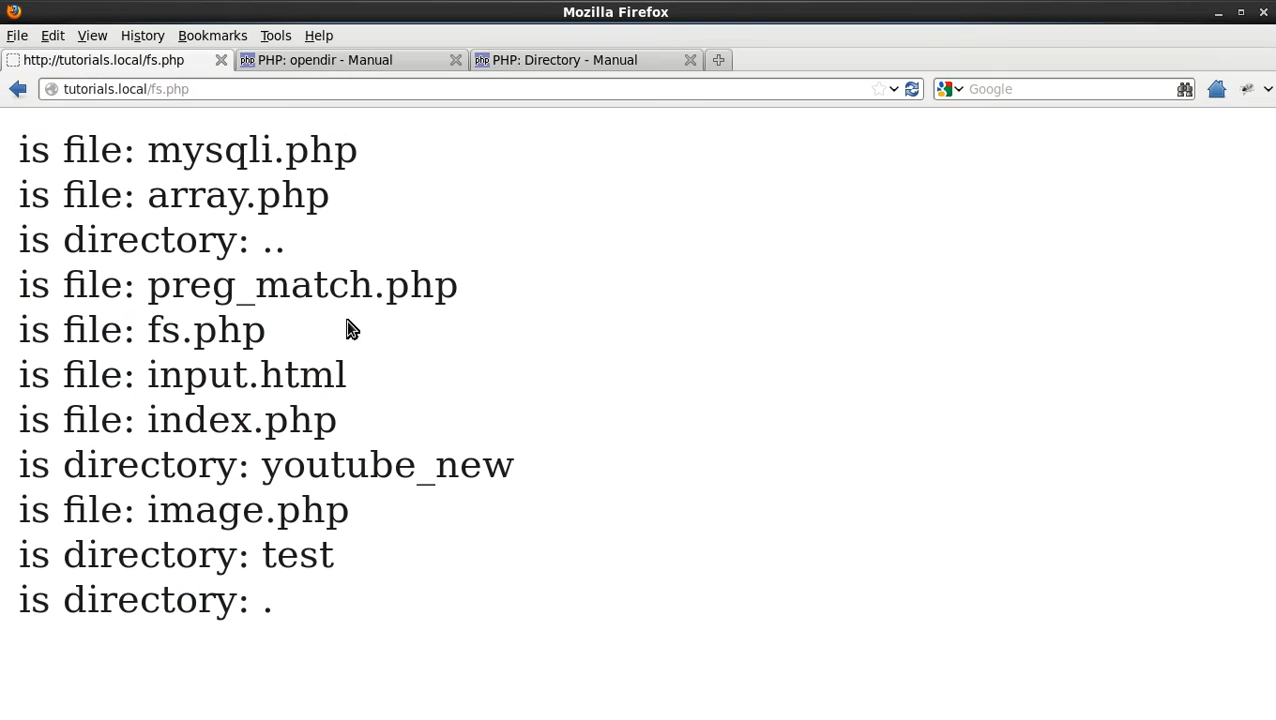 Mozilla Firefox
File Edit View History Bookmarks Tools Help
http://tutorials.local/fs.php php PHP: opendir - Manual php PHP: Directory - Manual
tutorials.local/fs.php Google
is file: mysqli.php
is file: array.php
is directory: ..
is file: preg_match.php
is file: fs.php
is file: input.html
is file: index.php
is directory: youtube_new
is file: image.php
is directory: test
is directory: .